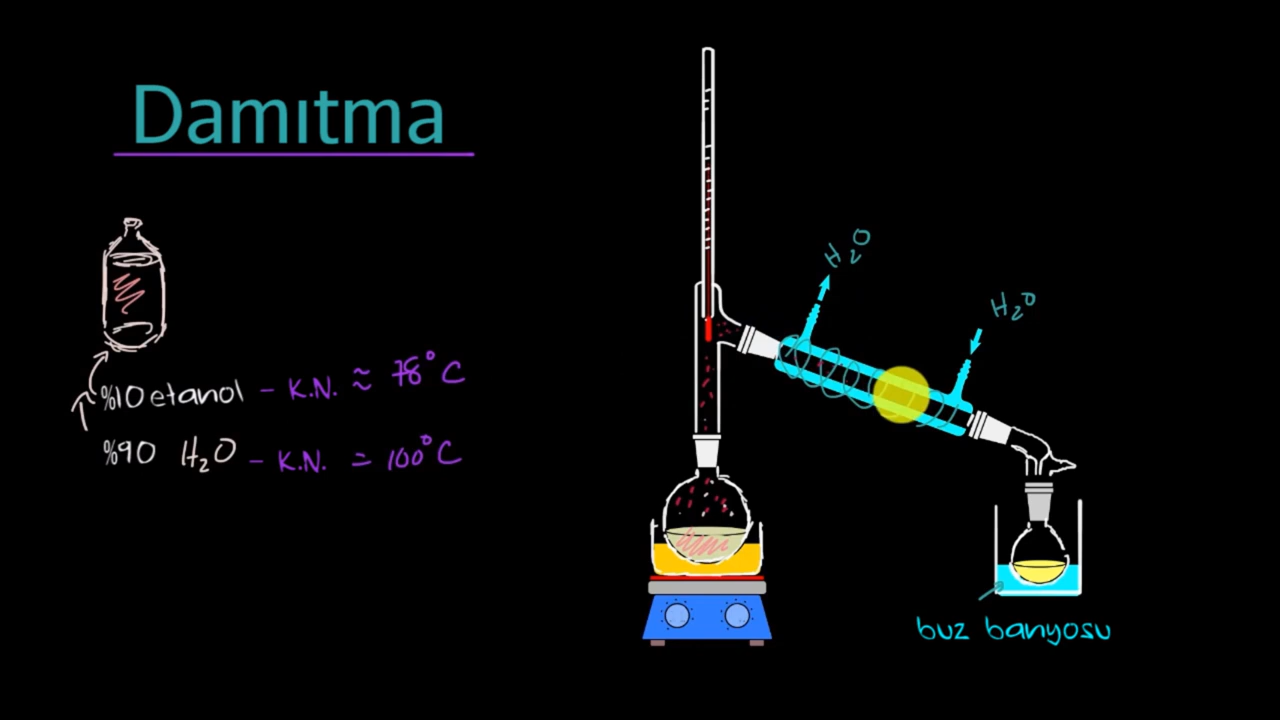 Damıtma
%10 etanol - K.N. ≈ 78°C
%90 H₂O - K.N. = 100°C
H₂O
H₂O
buz banyosu